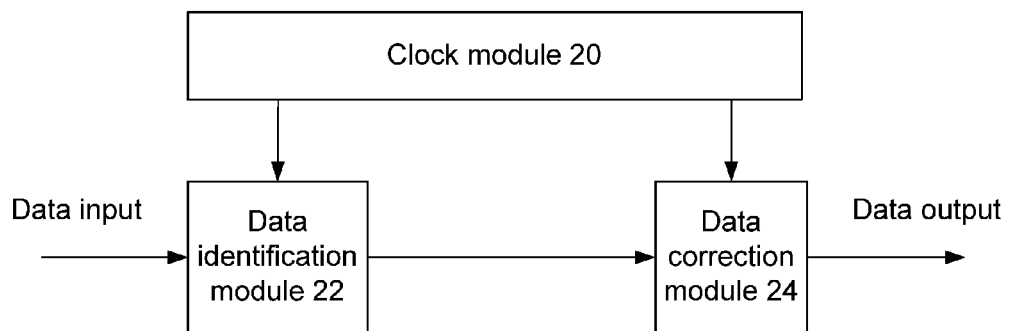 Clock module 20
Data input
Data
identification
module 22
Data
correction
module 24
Data output